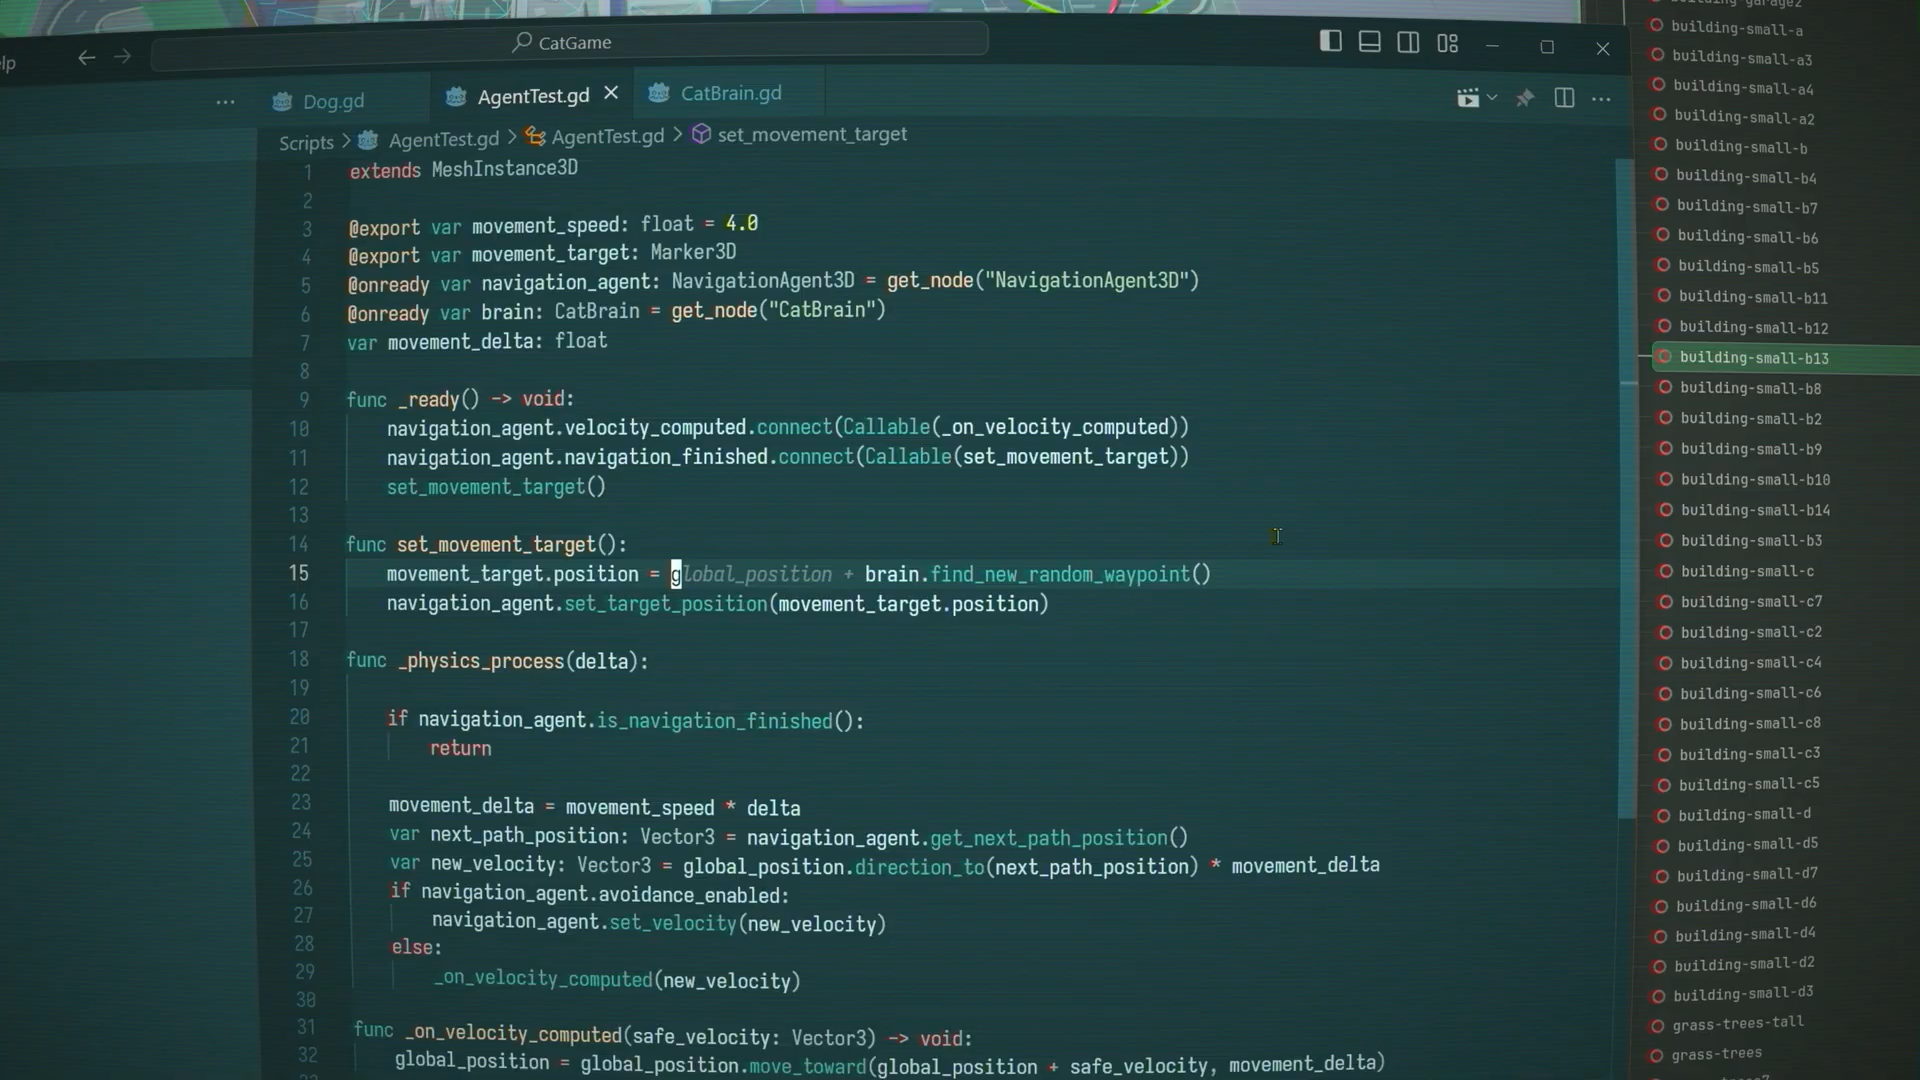 elp
CatGame
Dog.gd
AgentTest.gd
CatBrain.gd
Scripts > AgentTest.gd > AgentTest.gd > set_movement_target
1 extends MeshInstance3D
2
3 @export var movement_speed: float = 4.0
4 @export var movement_target: Marker3D
5 @onready var navigation_agent: NavigationAgent3D = get_node("NavigationAgent3D")
6 @onready var brain: CatBrain = get_node("CatBrain")
7 var movement_delta: float
8
9 func _ready() -> void:
10 navigation_agent.velocity_computed.connect(Callable(_on_velocity_computed))
11 navigation_agent.navigation_finished.connect(Callable(set_movement_target))
12 set_movement_target()
13
14 func set_movement_target():
15 movement_target.position = global_position + brain.find_new_random_waypoint()
16 navigation_agent.set_target_position(movement_target.position)
17
18 func _physics_process(delta):
19
20 if navigation_agent.is_navigation_finished():
21 return
22
23 movement_delta = movement_speed * delta
24 var next_path_position: Vector3 = navigation_agent.get_next_path_position()
25 var new_velocity: Vector3 = global_position.direction_to(next_path_position) * movement_delta
26 if navigation_agent.avoidance_enabled:
27 navigation_agent.set_velocity(new_velocity)
28 else:
29 _on_velocity_computed(new_velocity)
30
31 func _on_velocity_computed(safe_velocity: Vector3) -> void:
32 global_position = global_position.move_toward(global_position + safe_velocity, movement_delta)
building-garage2
building-small-a
building-small-a3
building-small-a4
building-small-a2
building-small-b
building-small-b4
building-small-b7
building-small-b6
building-small-b5
building-small-b11
building-small-b12
building-small-b13
building-small-b8
building-small-b2
building-small-b9
building-small-b10
building-small-b14
building-small-b3
building-small-c
building-small-c7
building-small-c2
building-small-c4
building-small-c6
building-small-c8
building-small-c3
building-small-c5
building-small-d
building-small-d5
building-small-d7
building-small-d6
building-small-d4
building-small-d2
building-small-d3
grass-trees-tall
grass-trees